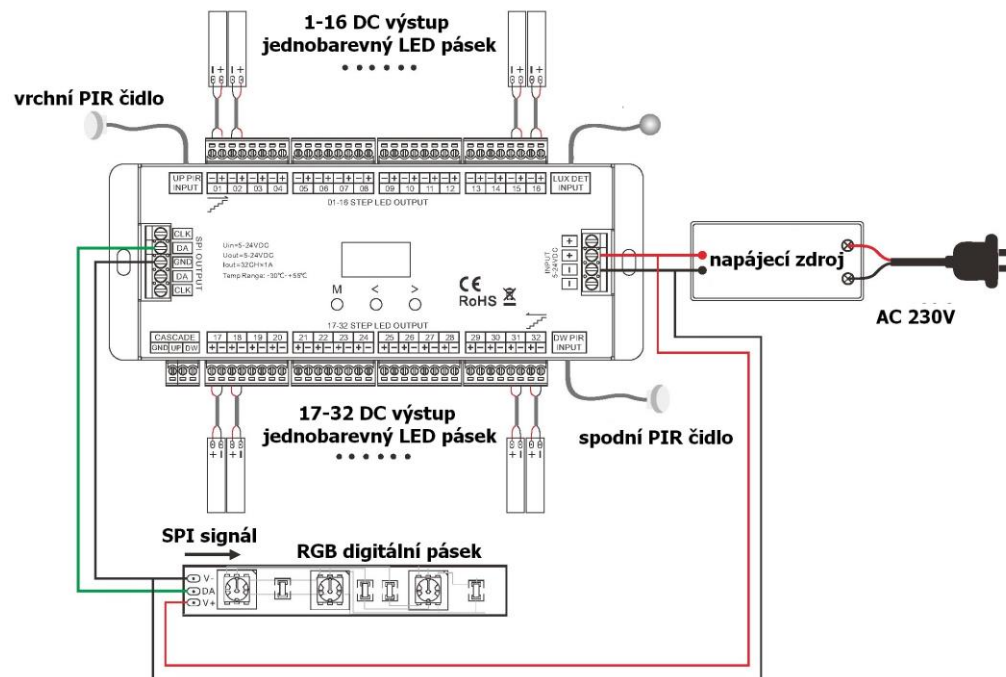 1-16 DC výstup
jednobarevný LED pásek
vrchní PIR čidlo
UP PIR
INPUT
- + - + - + - +
01 02 03 04
- + - + - + - +
05 06 07 08
- + - + - + - +
09 10 11 12
- + - + - + - +
13 14 15 16
LUX DET
INPUT
01-16 STEP LED OUTPUT
CLK
DA
GND
DA
CLK
SPI OUTPUT
Uin=5-24VDC
Uout=5-24VDC
Iout=32CH×1A
Temp Range: -30℃- +55℃
M < >
CE
RoHS
INPUT
5-24VDC
+
+
-
-
napájecí zdroj
AC 230V
17-32 STEP LED OUTPUT
CASCADE
GND UP DW
17 18 19 20
+ - + - + - + -
21 22 23 24
+ - + - + - + -
25 26 27 28
+ - + - + - + -
29 30 31 32
+ - + - + - + -
DW PIR
INPUT
17-32 DC výstup
jednobarevný LED pásek
spodní PIR čidlo
SPI signál
RGB digitální pásek
V-
DA
V+